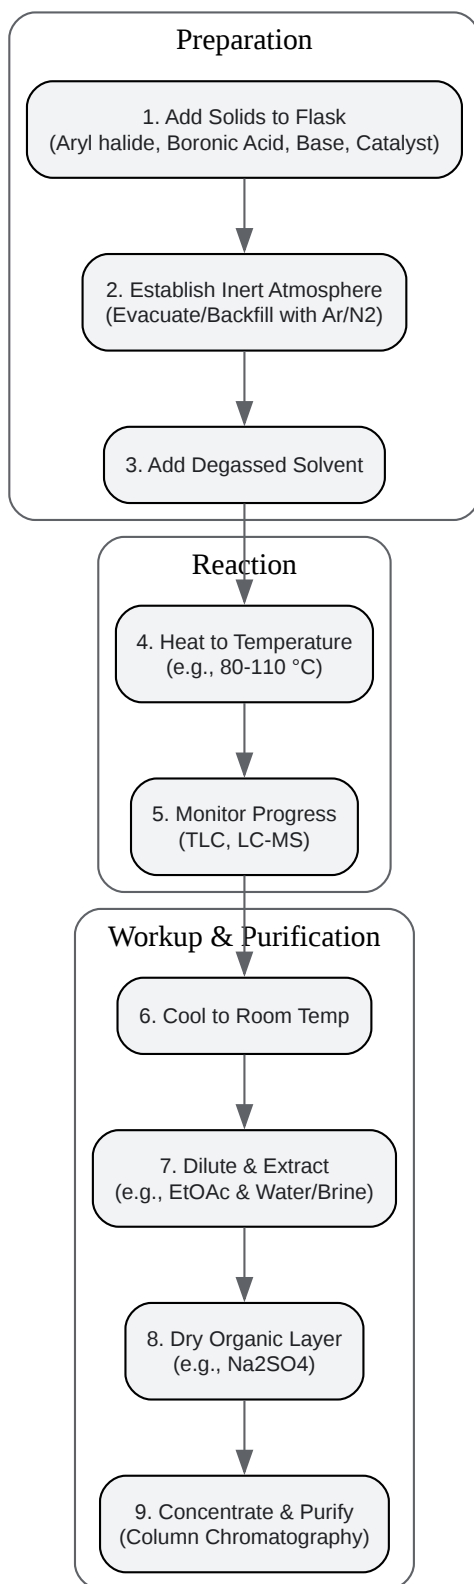 Preparation
1. Add Solids to Flask
(Aryl halide, Boronic Acid, Base, Catalyst)
2. Establish Inert Atmosphere
(Evacuate/Backfill with Ar/N2)
3. Add Degassed Solvent
Reaction
4. Heat to Temperature
(e.g., 80-110 °C)
5. Monitor Progress
(TLC, LC-MS)
Workup & Purification
6. Cool to Room Temp
7. Dilute & Extract
(e.g., EtOAc & Water/Brine)
8. Dry Organic Layer
(e.g., Na2SO4)
9. Concentrate & Purify
(Column Chromatography)